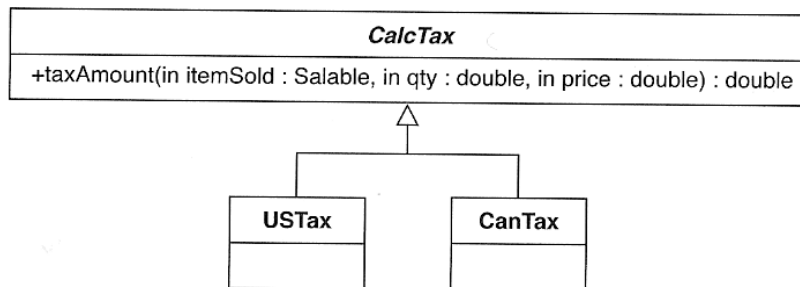 CalcTax
+taxAmount(in itemSold : Salable, in qty : double, in price : double) : double
USTax
CanTax